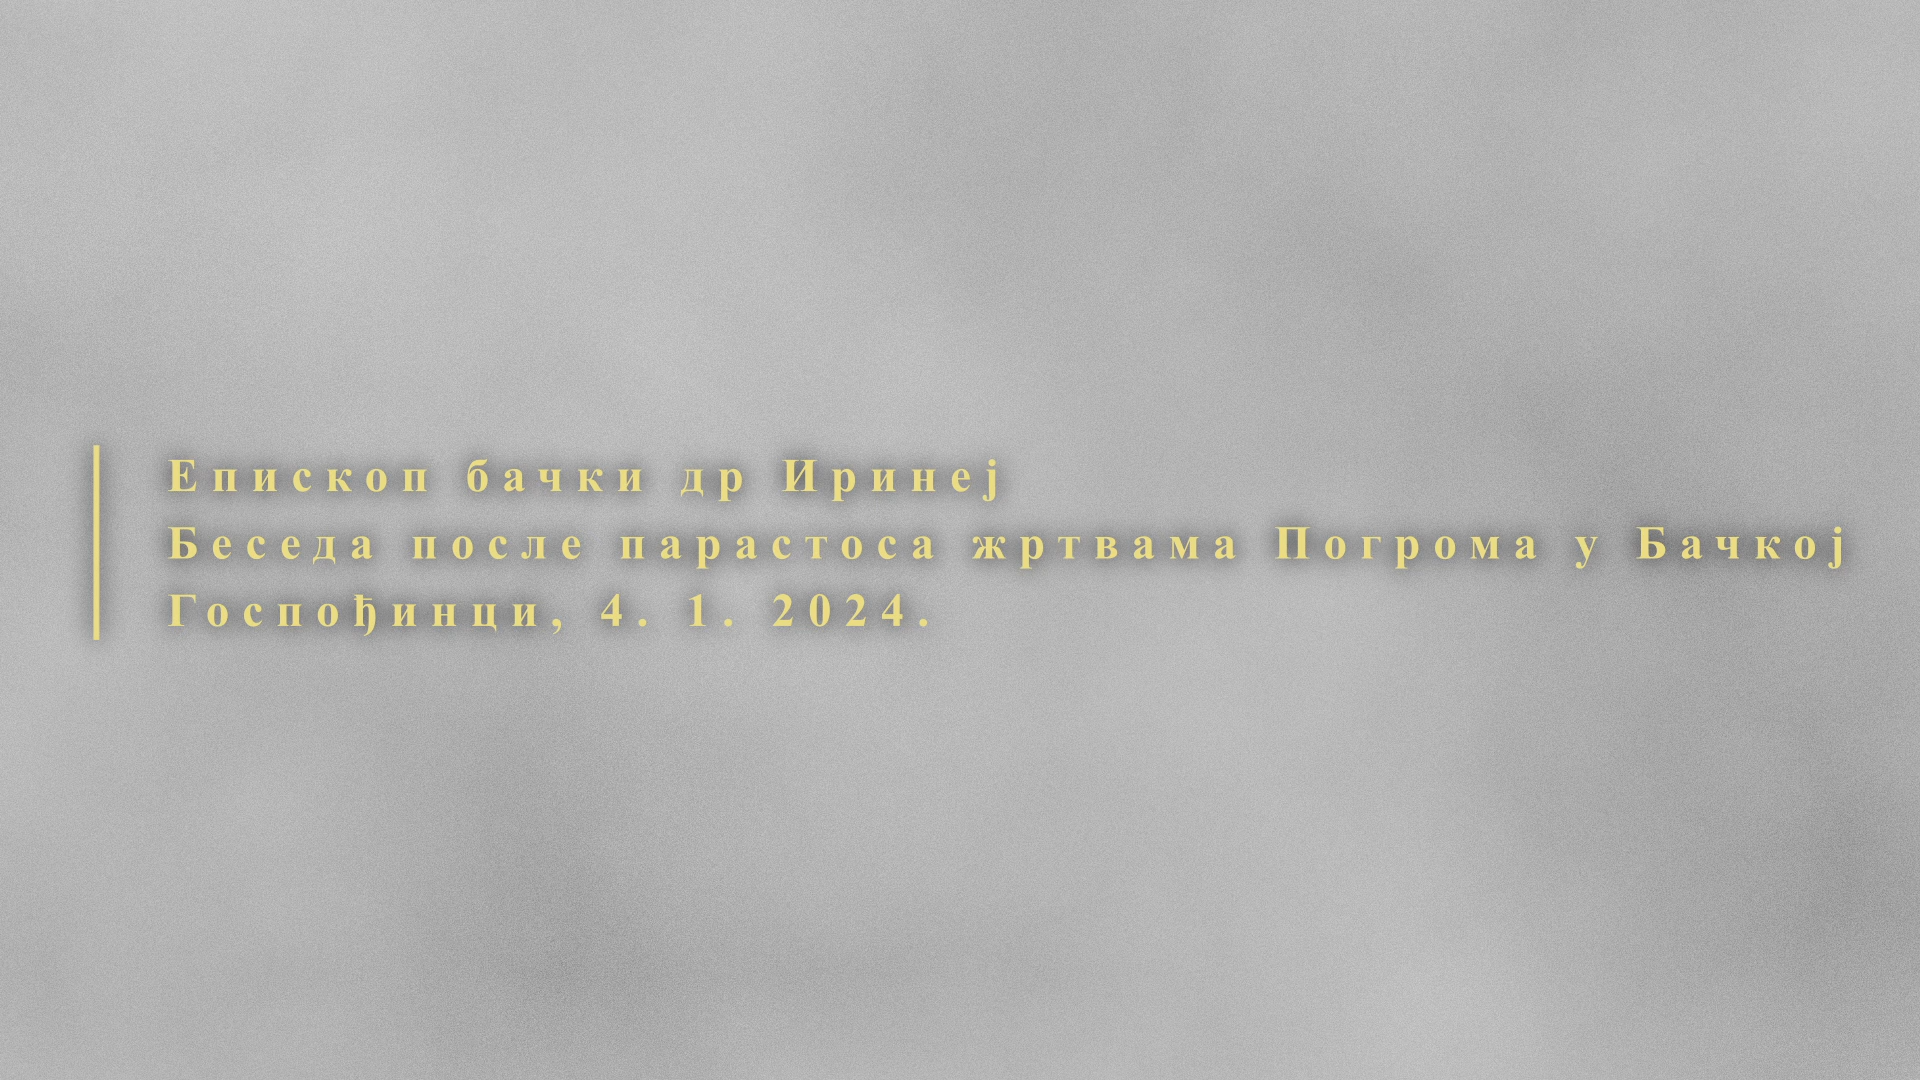 Епископ бачки др Иринеј
Беседа после парастоса жртвама Погрома у Бачкој
Госпођинци, 4. 1. 2024.